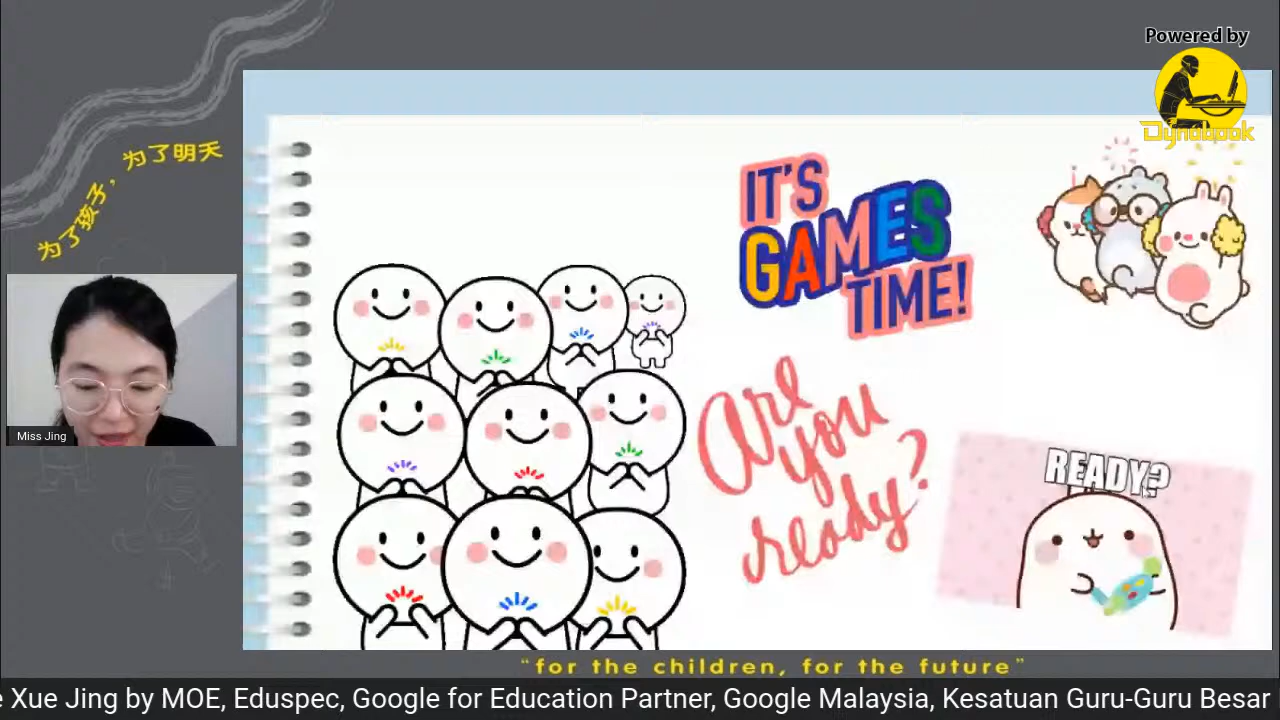 Powered by
Dynabook
为了孩子，为了明天
IT'S
GAMES
TIME!
Are
you
ready?
READY?
Miss Jing
"for the children, for the future"
e Xue Jing by MOE, Eduspec, Google for Education Partner, Google Malaysia, Kesatuan Guru-Guru Besar